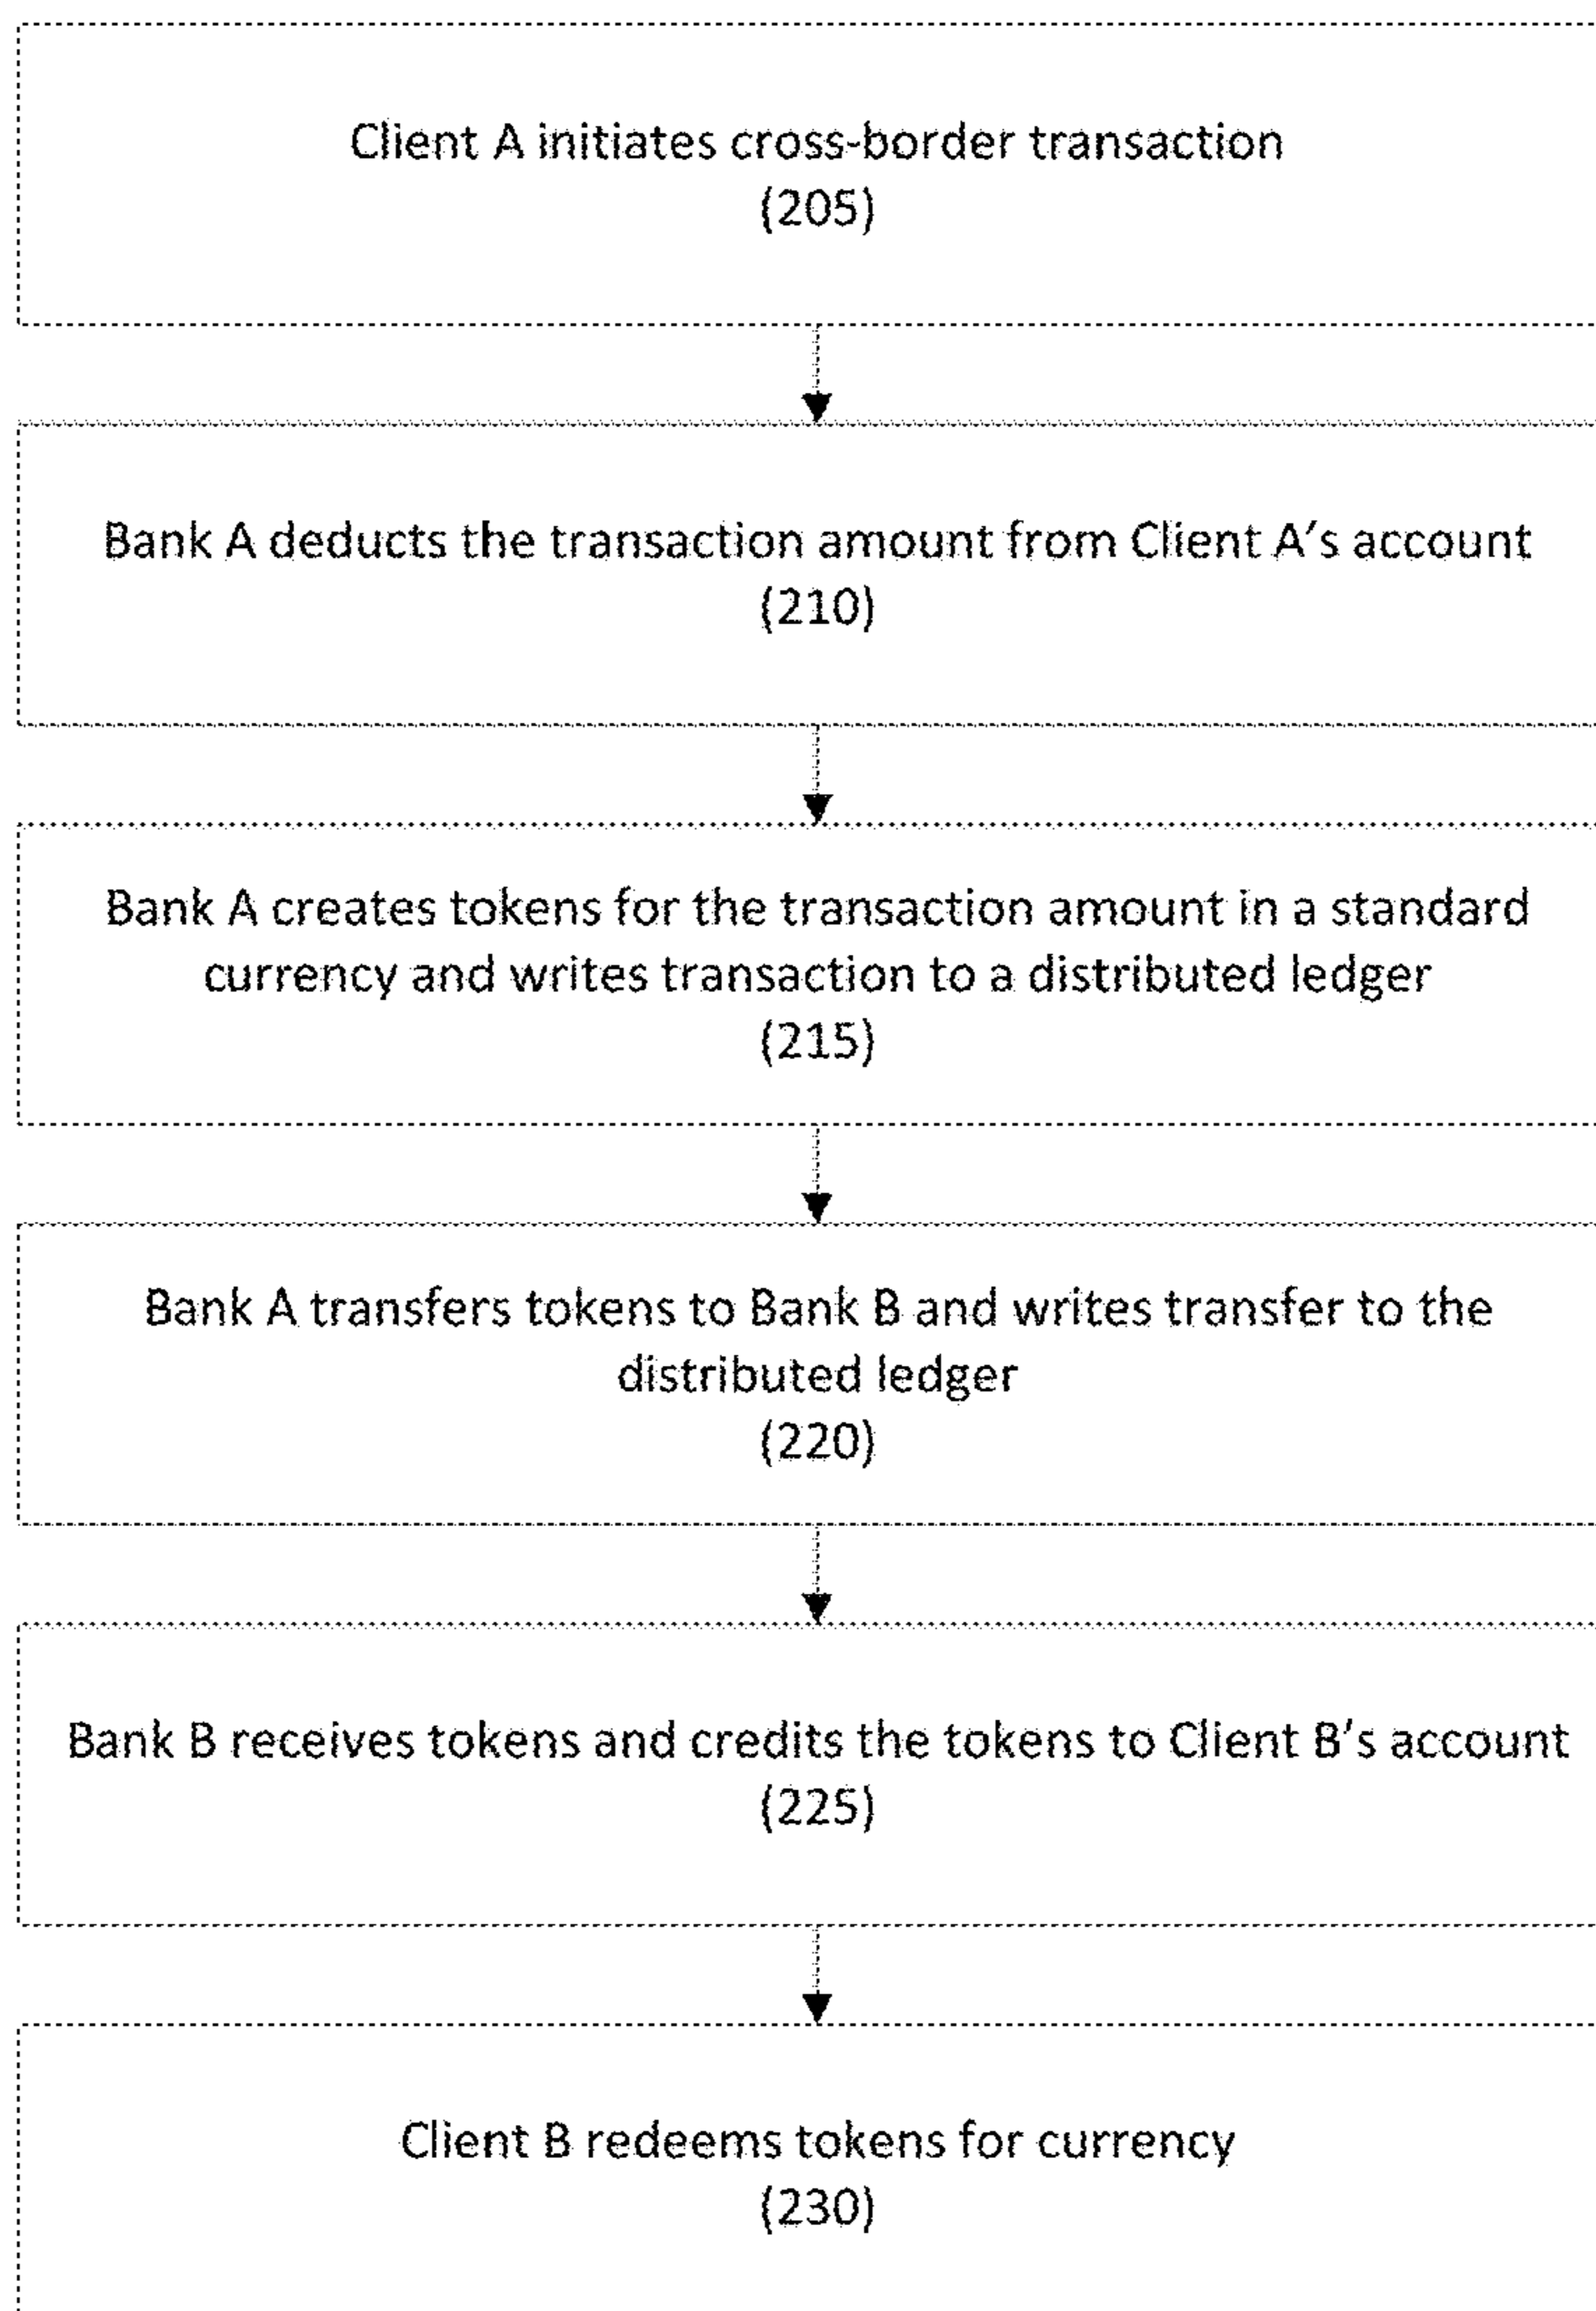 Client A initiates cross-border transaction
(205)
Bank A deducts the transaction amount from Client A's account
(210)
Bank A creates tokens for the transaction amount in a standard
currency and writes transaction to a distributed ledger
(215)
Bank A transfers tokens to Bank B and writes transfer to the
distributed ledger
(220)
Bank B receives tokens and credits the tokens to Client B's account
(225)
Client B redeems tokens for currency
(230)